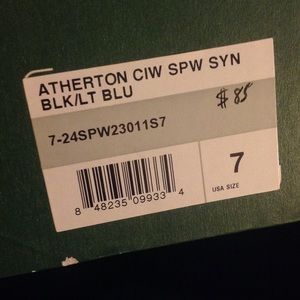 ATHERTON CIW SPW SYN
BLK/LT BLU
$ 85
7-24SPW23011S7
7
USA SIZE
8 48235 09933 4